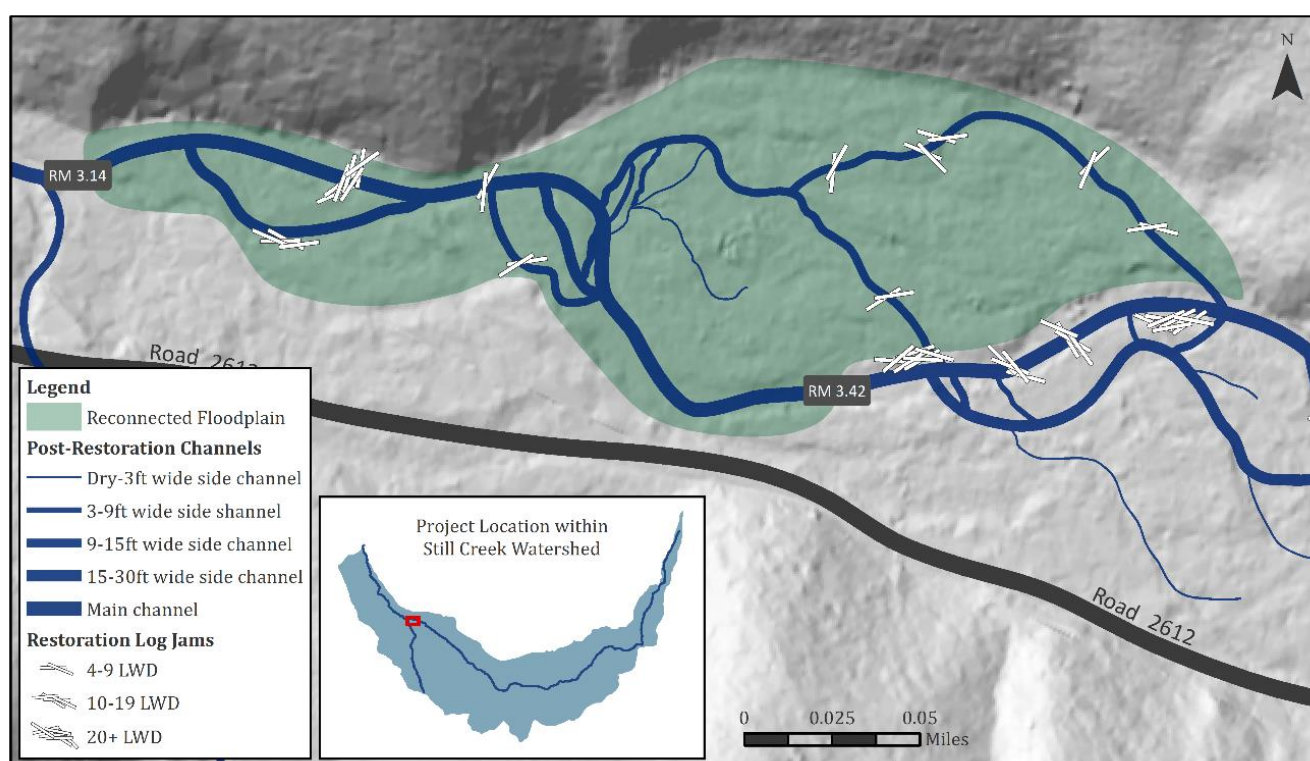 N
RM 3.14
RM 3.42
Road 2612
Road 2612
Legend
Reconnected Floodplain
Post-Restoration Channels
Dry-3ft wide side channel
3-9ft wide side shannel
9-15ft wide side channel
15-30ft wide side channel
Main channel
Restoration Log Jams
4-9 LWD
10-19 LWD
20+ LWD
Project Location within
Still Creek Watershed
0 0.025 0.05
Miles